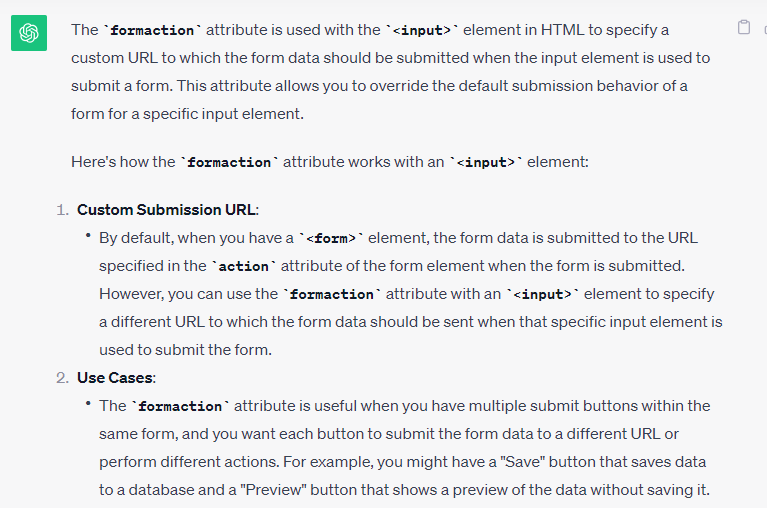 The `formaction` attribute is used with the `<input>` element in HTML to specify a
custom URL to which the form data should be submitted when the input element is used to
submit a form. This attribute allows you to override the default submission behavior of a
form for a specific input element.
Here's how the `formaction` attribute works with an `<input>` element:
1. Custom Submission URL:
• By default, when you have a `<form>` element, the form data is submitted to the URL
specified in the `action` attribute of the form element when the form is submitted.
However, you can use the `formaction` attribute with an `<input>` element to specify
a different URL to which the form data should be sent when that specific input element is
used to submit the form.
2. Use Cases:
• The `formaction` attribute is useful when you have multiple submit buttons within the
same form, and you want each button to submit the form data to a different URL or
perform different actions. For example, you might have a "Save" button that saves data
to a database and a "Preview" button that shows a preview of the data without saving it.